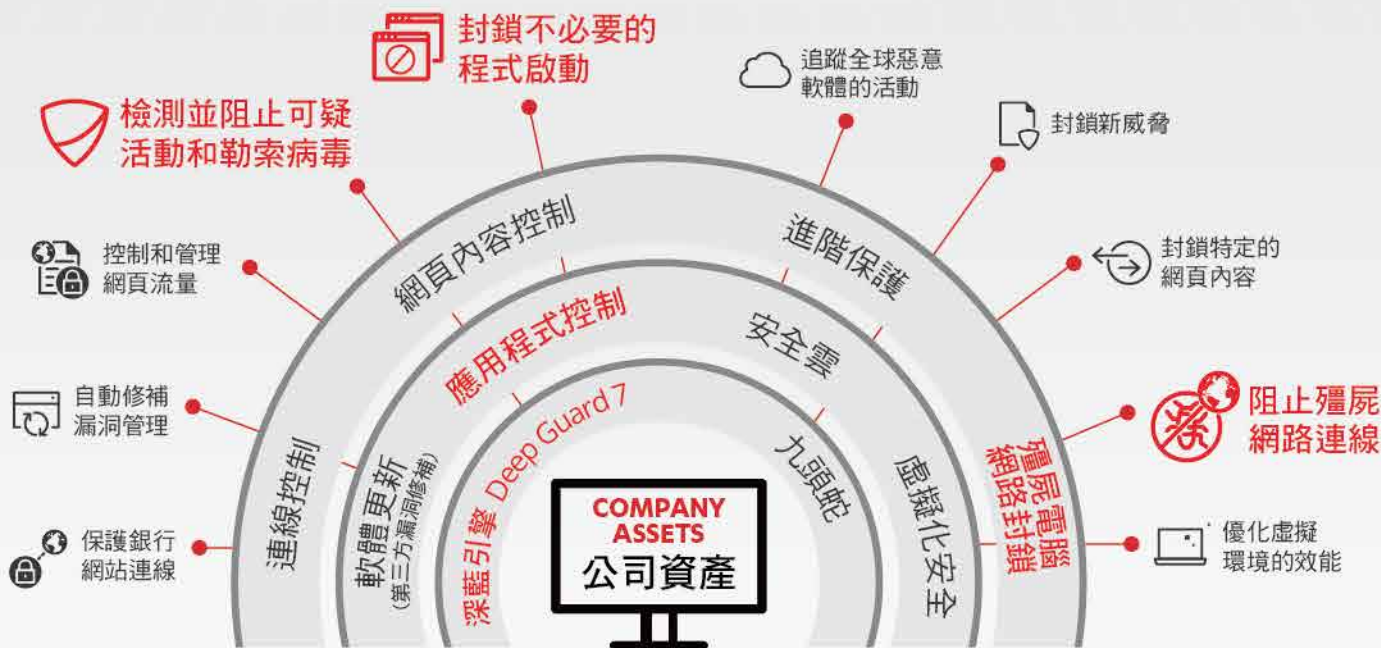 封鎖不必要的
程式啟動
追蹤全球惡意
軟體的活動
檢測並阻止可疑
活動和勒索病毒
封鎖新威脅
控制和管理
網頁流量
封鎖特定的
網頁內容
自動修補
漏洞管理
阻止殭屍
網路連線
保護銀行
網站連線
優化虛擬
環境的效能
連線控制
網頁內容控制
進階保護
殭屍電腦
網路封鎖
軟體更新
(第三方漏洞修補)
應用程式控制
安全雲
虛擬化安全
深藍引擎 Deep Guard 7
九頭蛇
COMPANY
ASSETS
公司資產